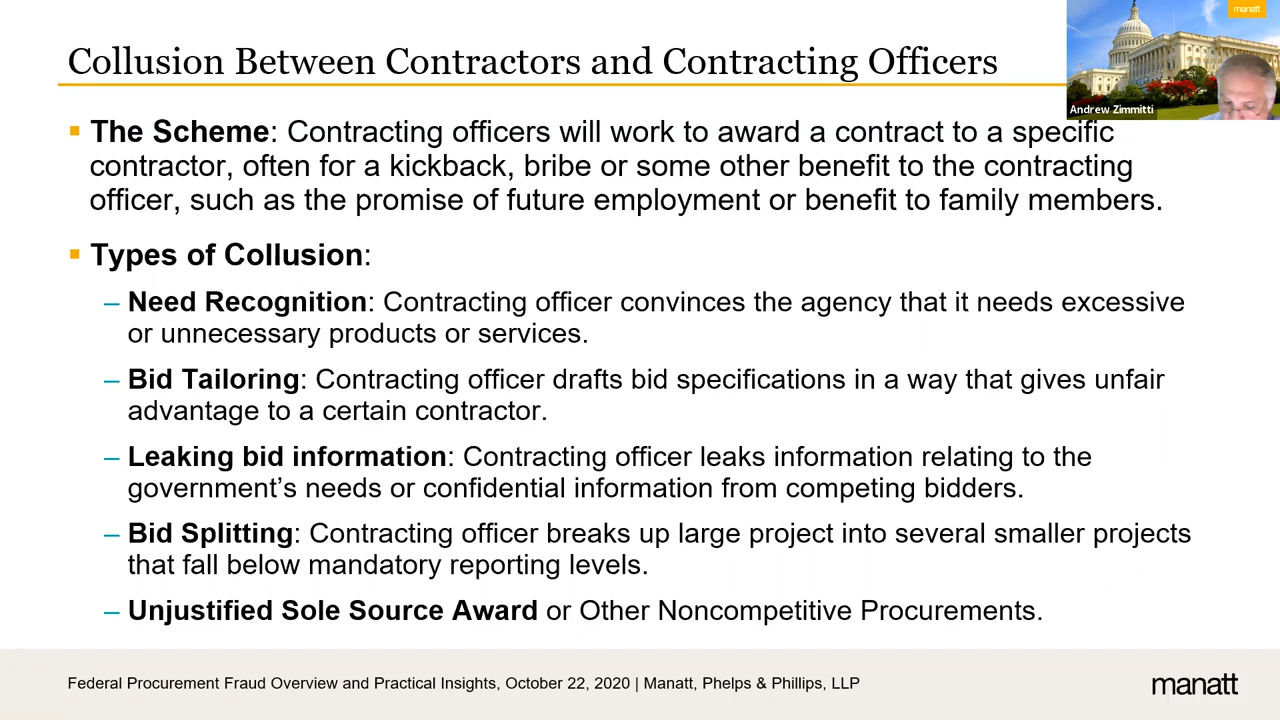 manatt
Collusion Between Contractors and Contracting Officers
Andrew Zimmitti
▪ The Scheme: Contracting officers will work to award a contract to a specific
contractor, often for a kickback, bribe or some other benefit to the contracting
officer, such as the promise of future employment or benefit to family members.
▪ Types of Collusion:
– Need Recognition: Contracting officer convinces the agency that it needs excessive
or unnecessary products or services.
– Bid Tailoring: Contracting officer drafts bid specifications in a way that gives unfair
advantage to a certain contractor.
– Leaking bid information: Contracting officer leaks information relating to the
government’s needs or confidential information from competing bidders.
– Bid Splitting: Contracting officer breaks up large project into several smaller projects
that fall below mandatory reporting levels.
– Unjustified Sole Source Award or Other Noncompetitive Procurements.
Federal Procurement Fraud Overview and Practical Insights, October 22, 2020 | Manatt, Phelps & Phillips, LLP
manatt